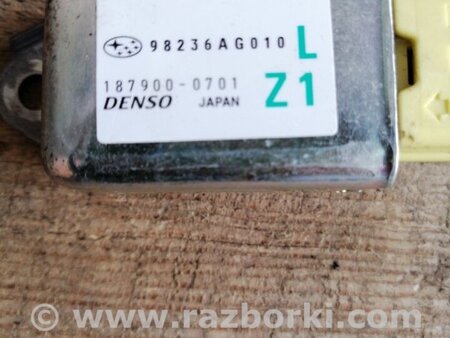 98236AG010 L
187900-0701
DENSO JAPAN Z1
www.razborki.com